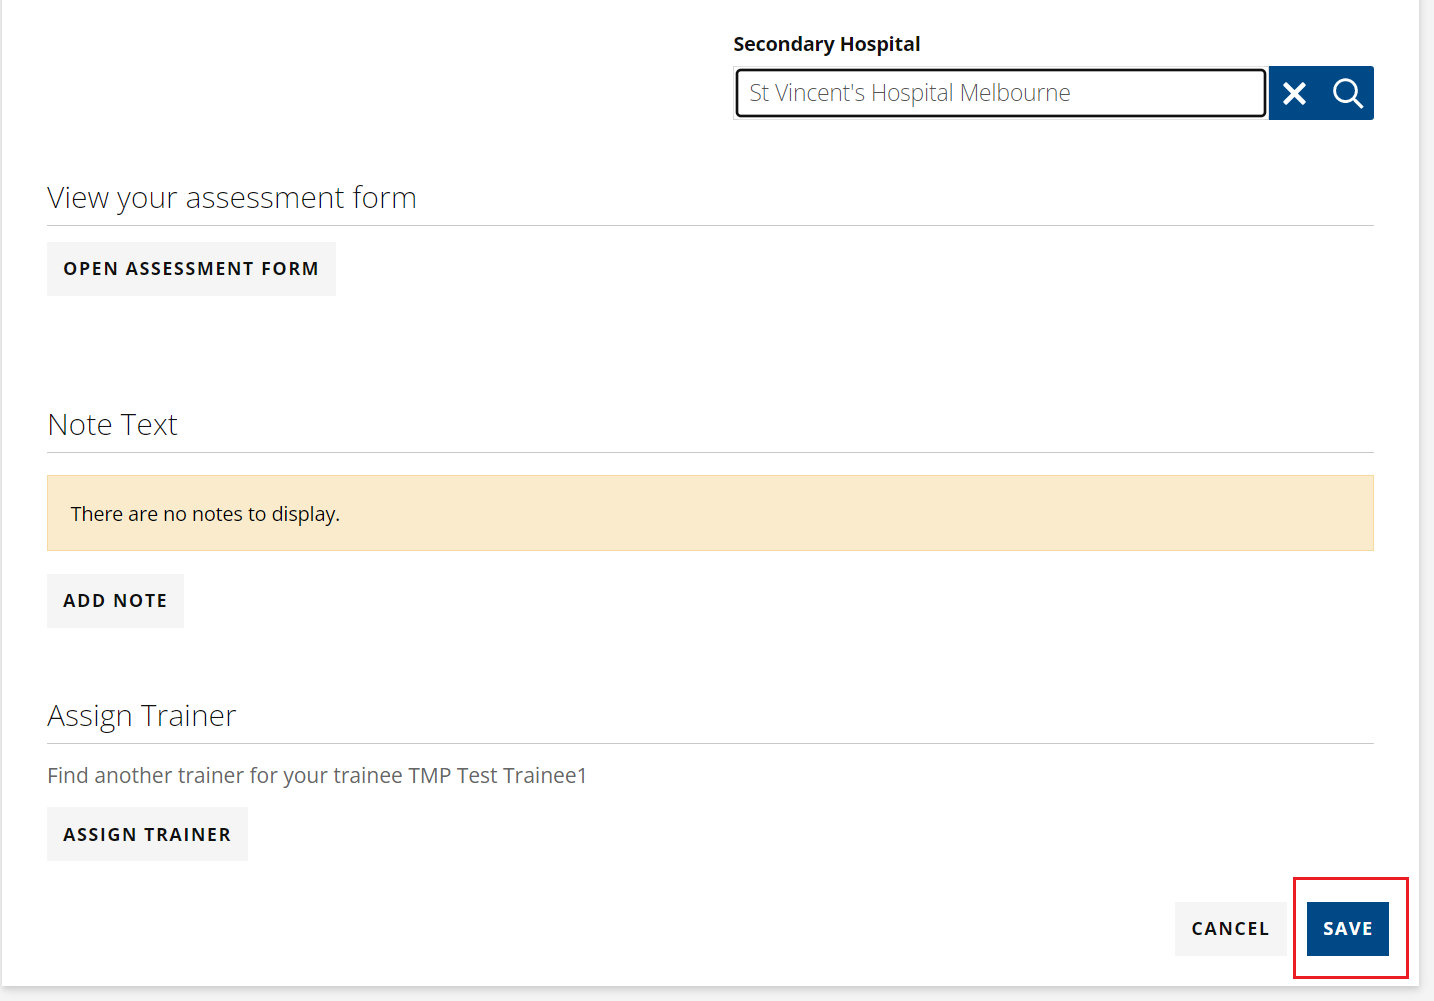 Secondary Hospital
St Vincent's Hospital Melbourne
View your assessment form
OPEN ASSESSMENT FORM
Note Text
There are no notes to display.
ADD NOTE
Assign Trainer
Find another trainer for your trainee TMP Test Trainee1
ASSIGN TRAINER
CANCEL
SAVE